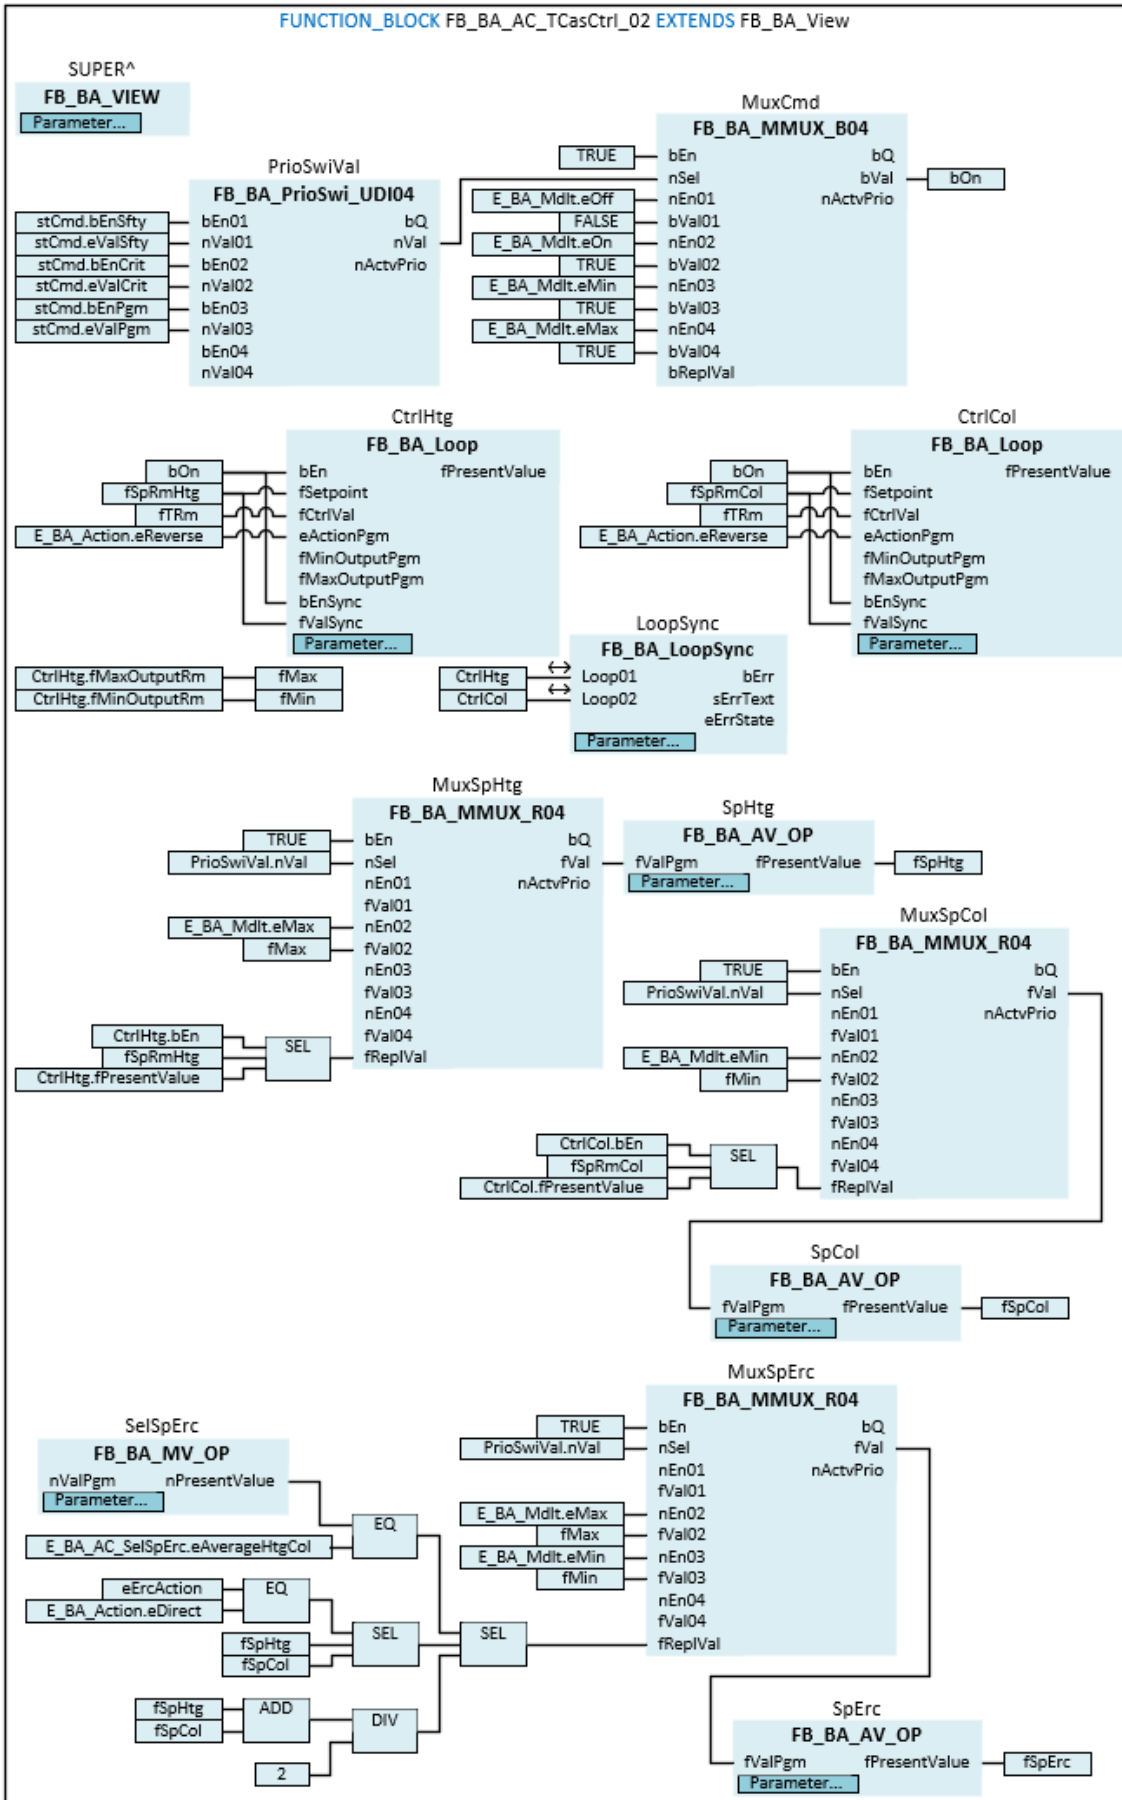 FUNCTION_BLOCK FB_BA_AC_TCasCtrl_02 EXTENDS FB_BA_View
SUPER^
FB_BA_VIEW
Parameter...
PrioSwiVal
FB_BA_PrioSwi_UDI04
stCmd.bEnSfty bEn01 bQ
stCmd.eValSfty nVal01 nVal
stCmd.bEnCrit bEn02 nActvPrio
stCmd.eValCrit nVal02
stCmd.bEnPgm bEn03
stCmd.eValPgm nVal03
bEn04
nVal04
MuxCmd
FB_BA_MMUX_B04
TRUE bEn bQ
nSel bVal bOn
E_BA_Mdlt.eOff nEn01 nActvPrio
FALSE bVal01
E_BA_Mdlt.eOn nEn02
TRUE bVal02
E_BA_Mdlt.eMin nEn03
TRUE bVal03
E_BA_Mdlt.eMax nEn04
TRUE bVal04
bReplVal
CtrlHtg
FB_BA_Loop
bOn bEn fPresentValue
fSpRmHtg fSetpoint
fTRm fCtrlVal
E_BA_Action.eReverse eActionPgm
fMinOutputPgm
fMaxOutputPgm
bEnSync
fValSync
Parameter...
CtrlCol
FB_BA_Loop
bOn bEn fPresentValue
fSpRmCol fSetpoint
fTRm fCtrlVal
E_BA_Action.eReverse eActionPgm
fMinOutputPgm
fMaxOutputPgm
bEnSync
fValSync
Parameter...
CtrlHtg.fMaxOutputRm fMax
CtrlHtg.fMinOutputRm fMin
LoopSync
FB_BA_LoopSync
CtrlHtg Loop01 bErr
CtrlCol Loop02 sErrText
eErrState
Parameter...
MuxSpHtg
FB_BA_MMUX_R04
TRUE bEn bQ
PrioSwiVal.nVal nSel fVal
nEn01 nActvPrio
fVal01
E_BA_Mdlt.eMax nEn02
fMax fVal02
nEn03
fVal03
nEn04
fVal04
fReplVal
CtrlHtg.bEn
fSpRmHtg
CtrlHtg.fPresentValue
SEL
SpHtg
FB_BA_AV_OP
fValPgm fPresentValue fSpHtg
Parameter...
MuxSpCol
FB_BA_MMUX_R04
TRUE bEn bQ
PrioSwiVal.nVal nSel fVal
nEn01 nActvPrio
fVal01
E_BA_Mdlt.eMin nEn02
fMin fVal02
nEn03
fVal03
nEn04
fVal04
fReplVal
CtrlCol.bEn
fSpRmCol
CtrlCol.fPresentValue
SEL
SpCol
FB_BA_AV_OP
fValPgm fPresentValue fSpCol
Parameter...
MuxSpErc
FB_BA_MMUX_R04
TRUE bEn bQ
PrioSwiVal.nVal nSel fVal
nEn01 nActvPrio
fVal01
E_BA_Mdlt.eMax nEn02
fMax fVal02
E_BA_Mdlt.eMin nEn03
fMin fVal03
nEn04
fVal04
fReplVal
SelSpErc
FB_BA_MV_OP
nValPgm nPresentValue
Parameter...
E_BA_AC_SelSpErc.eAverageHtgCol
EQ
eErcAction
E_BA_Action.eDirect
EQ
fSpHtg
fSpCol
SEL
SEL
fSpHtg
fSpCol
ADD
DIV
2
SpErc
FB_BA_AV_OP
fValPgm fPresentValue fSpErc
Parameter...